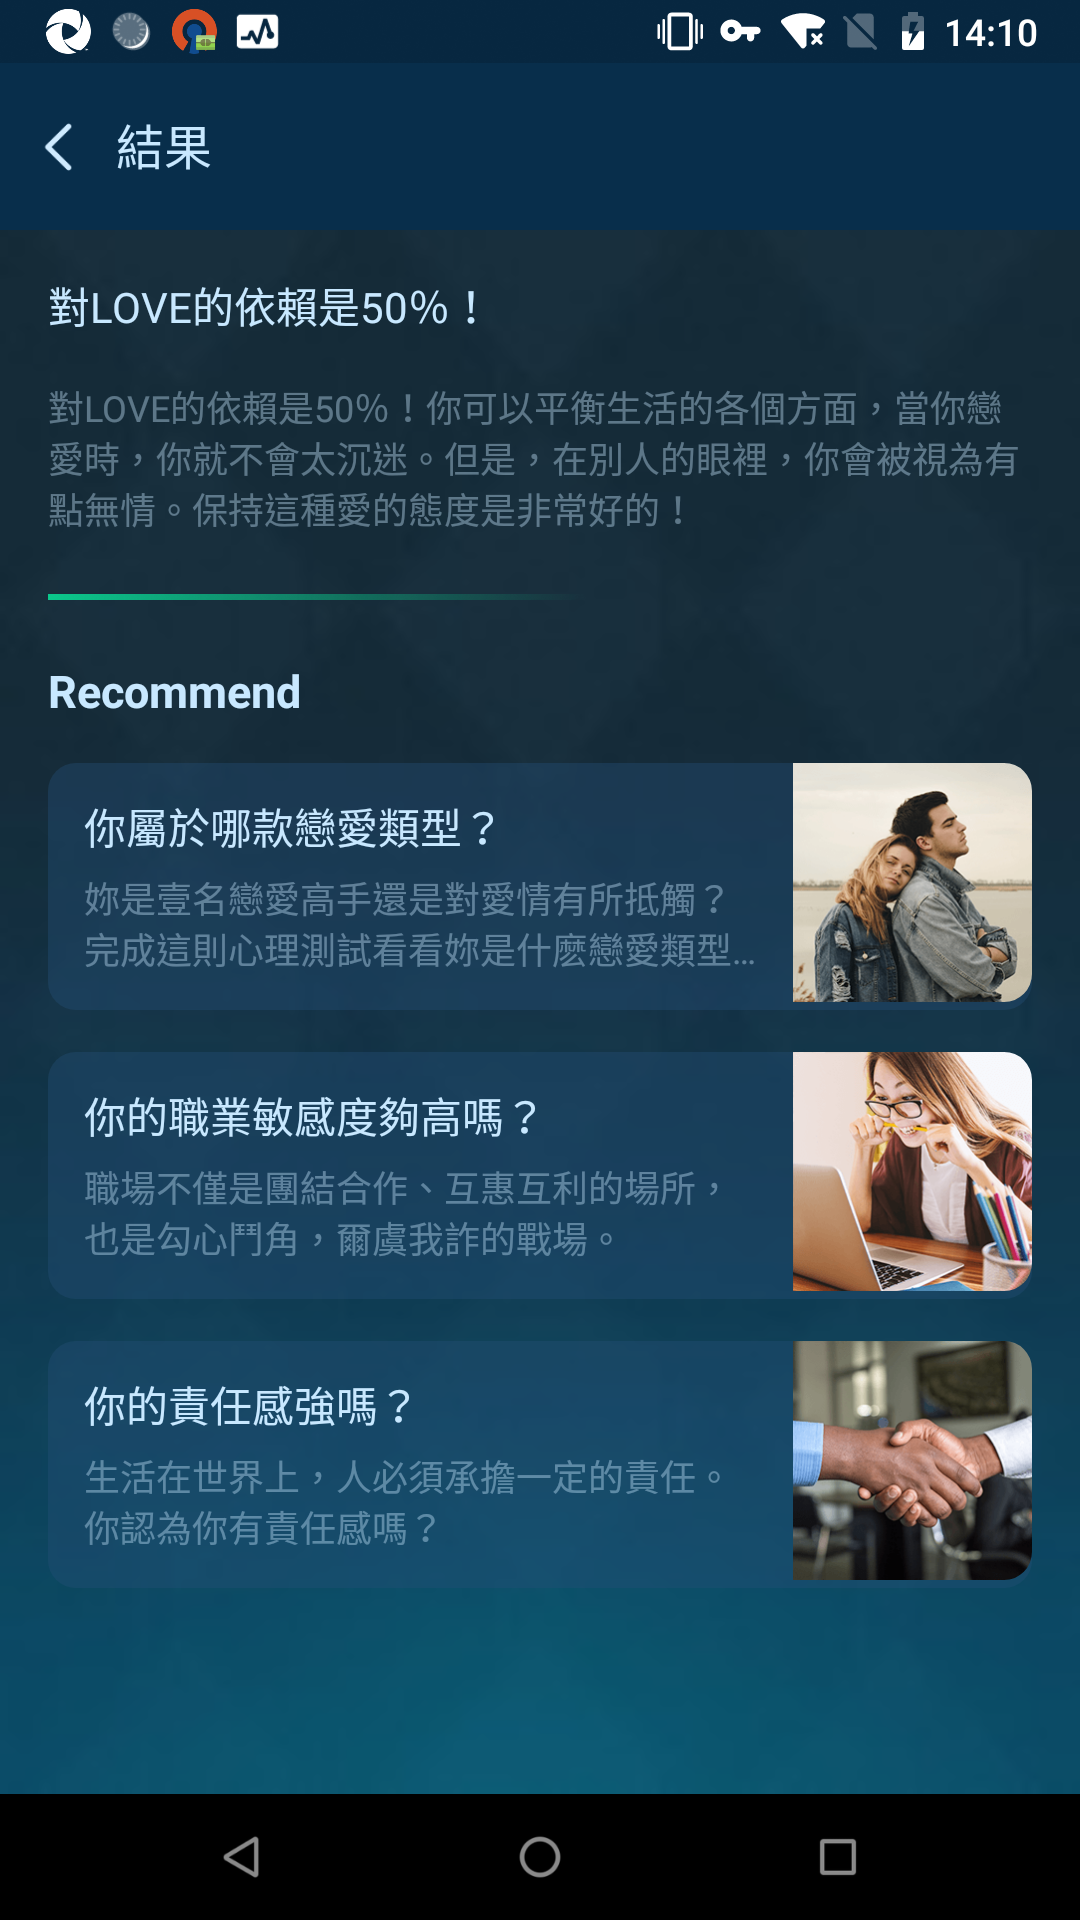 14:10
結果
對LOVE的依賴是50%！
對LOVE的依賴是50%！你可以平衡生活的各個方面，當你戀
愛時，你就不會太沉迷。但是，在別人的眼裡，你會被視為有
點無情。保持這種愛的態度是非常好的！
Recommend
你屬於哪款戀愛類型？
妳是壹名戀愛高手還是對愛情有所抵觸？
完成這則心理測試看看妳是什麽戀愛類型...
你的職業敏感度夠高嗎？
職場不僅是團結合作、互惠互利的場所，
也是勾心鬥角，爾虞我詐的戰場。
你的責任感強嗎？
生活在世界上，人必須承擔一定的責任。
你認為你有責任感嗎？